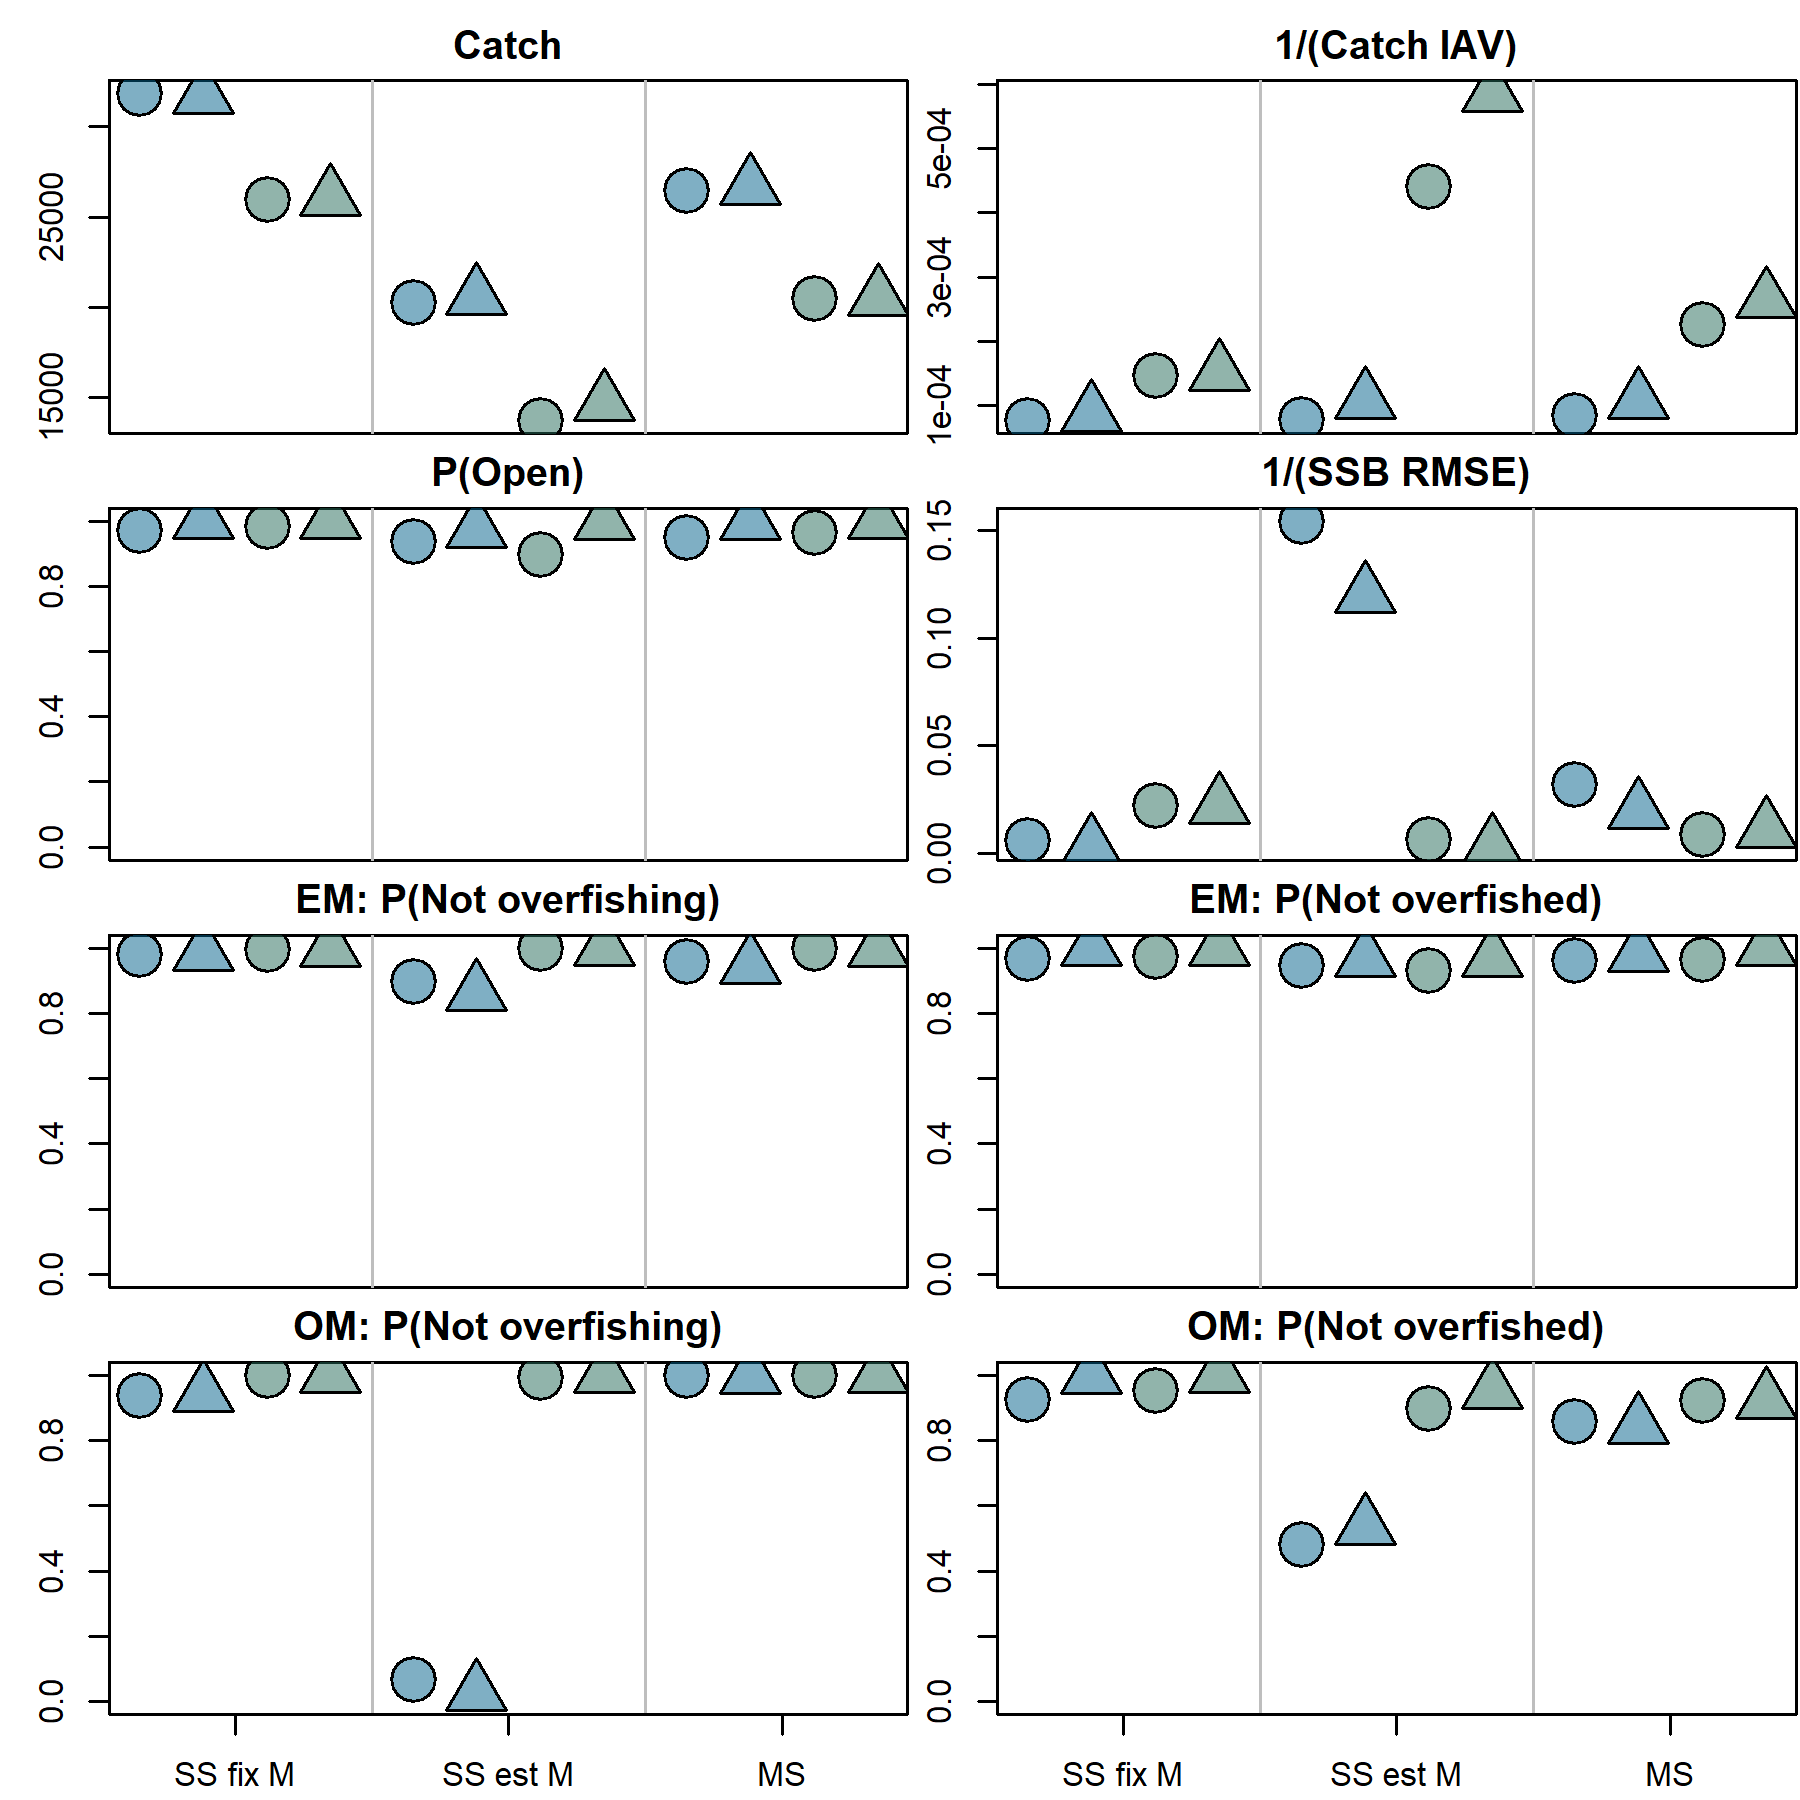 Catch
25000
15000
1/(Catch IAV)
5e-04
3e-04
1e-04
P(Open)
0.8
0.4
0.0
1/(SSB RMSE)
0.15
0.10
0.05
0.00
EM: P(Not overfishing)
0.8
0.4
0.0
EM: P(Not overfished)
0.8
0.4
0.0
OM: P(Not overfishing)
0.8
0.4
0.0
SS fix M
SS est M
MS
OM: P(Not overfished)
0.8
0.4
0.0
SS fix M
SS est M
MS